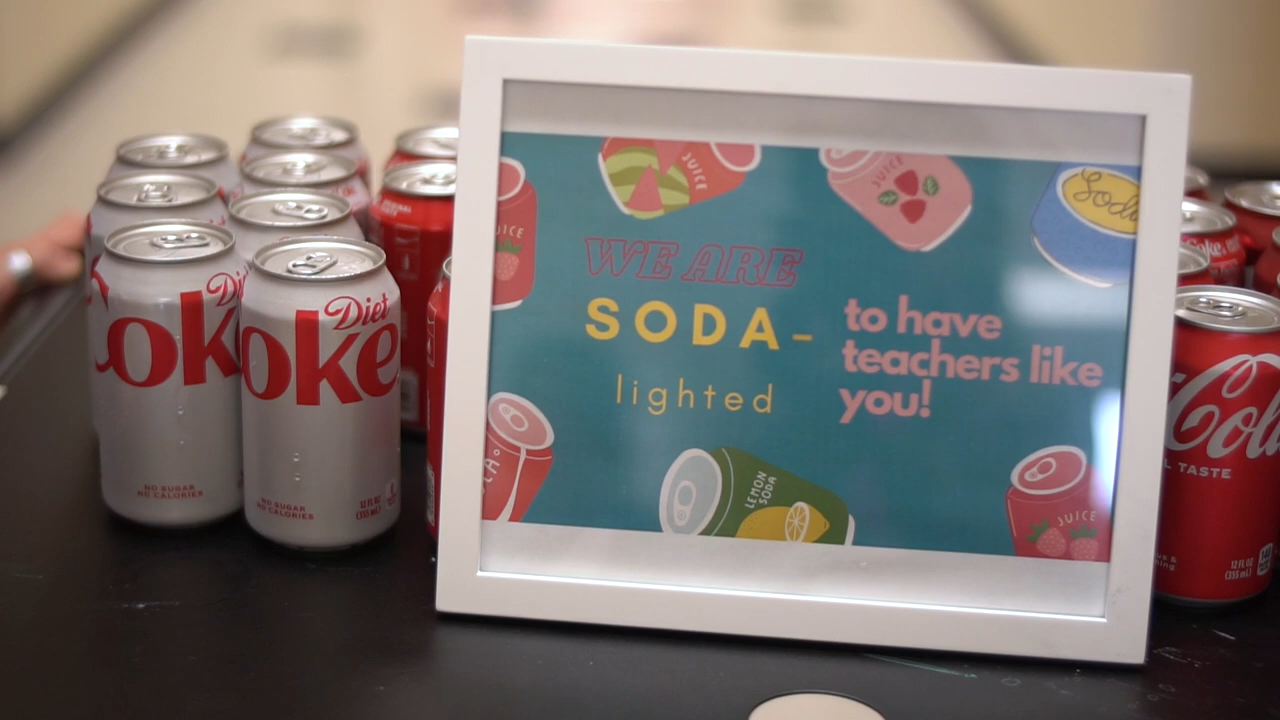 JUICE
JUICE
Soda
JUICE
WE ARE
SODA-
lighted
to have
teachers like
you!
LEMON
SODA
JUICE
Diet
Coke
NO SUGAR
NO CALORIES
Diet
oke
NO SUGAR
NO CALORIES
12 FL OZ
(355 mL)
Coke
Cola
L TASTE
12 FL OZ
(355 mL)